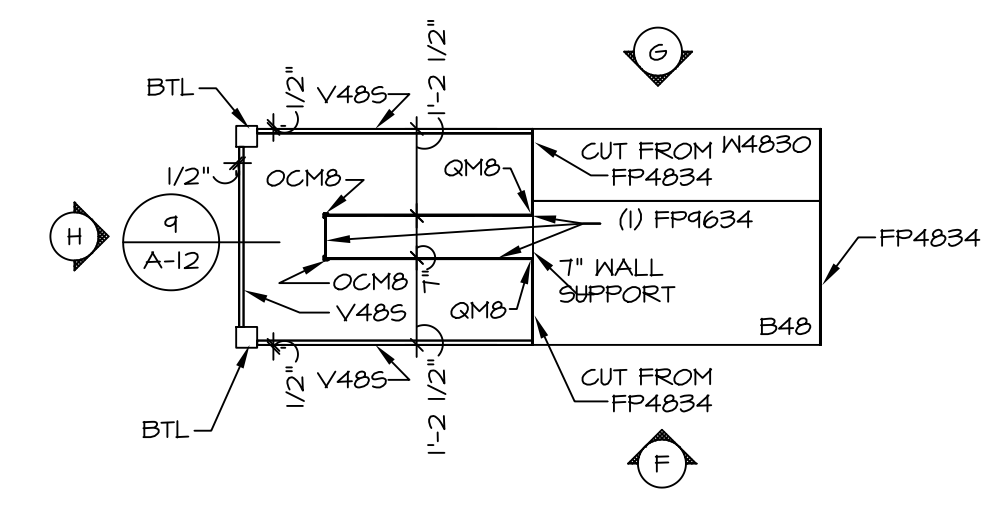 G
BTL
1/2"
V48S
1'-2 1/2"
W4830
CUT FROM
FP4834
QM8
1/2"
OCM8
9
A-12
H
(1) FP9634
FP4834
7" WALL
SUPPORT
OCM8
7"
V48S
QM8
B48
1/2"
V48S
1'-2 1/2"
CUT FROM
FP4834
BTL
F